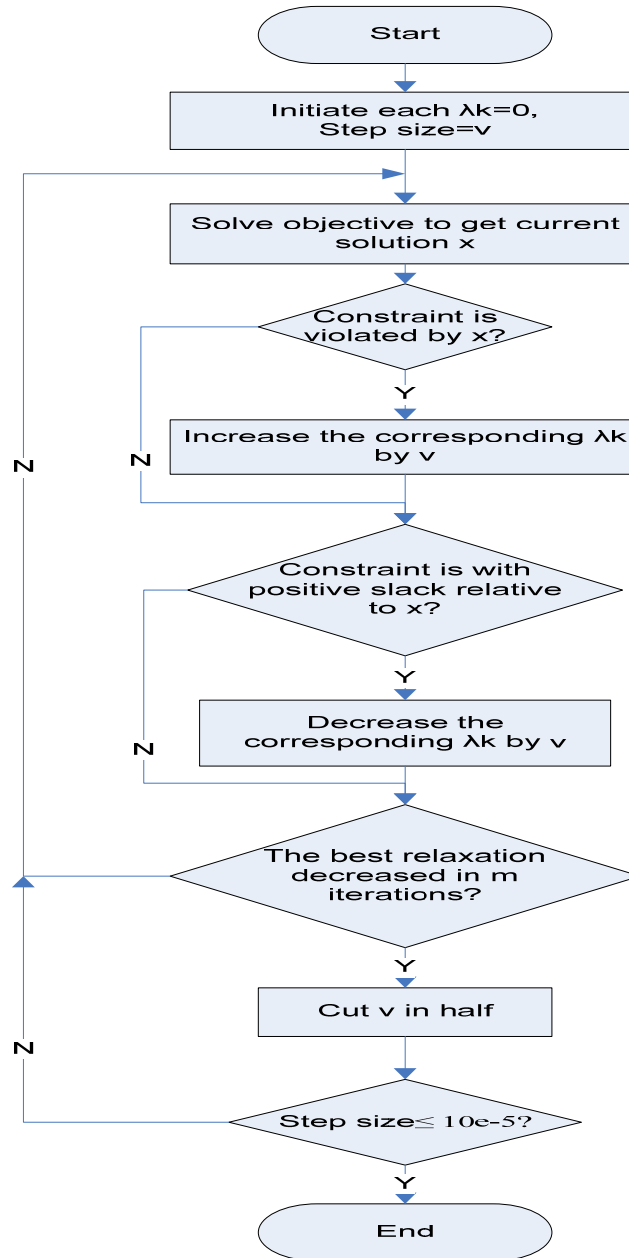 Start
Initiate each λk=0,
Step size=v
Solve objective to get current
solution x
Constraint is
violated by x?
Y
N
Increase the corresponding λk
by v
N
Constraint is with
positive slack relative
to x?
Y
Decrease the
corresponding λk by v
N
The best relaxation
decreased in m
iterations?
Y
Cut v in half
N
Step size≤ 10e-5?
Y
End